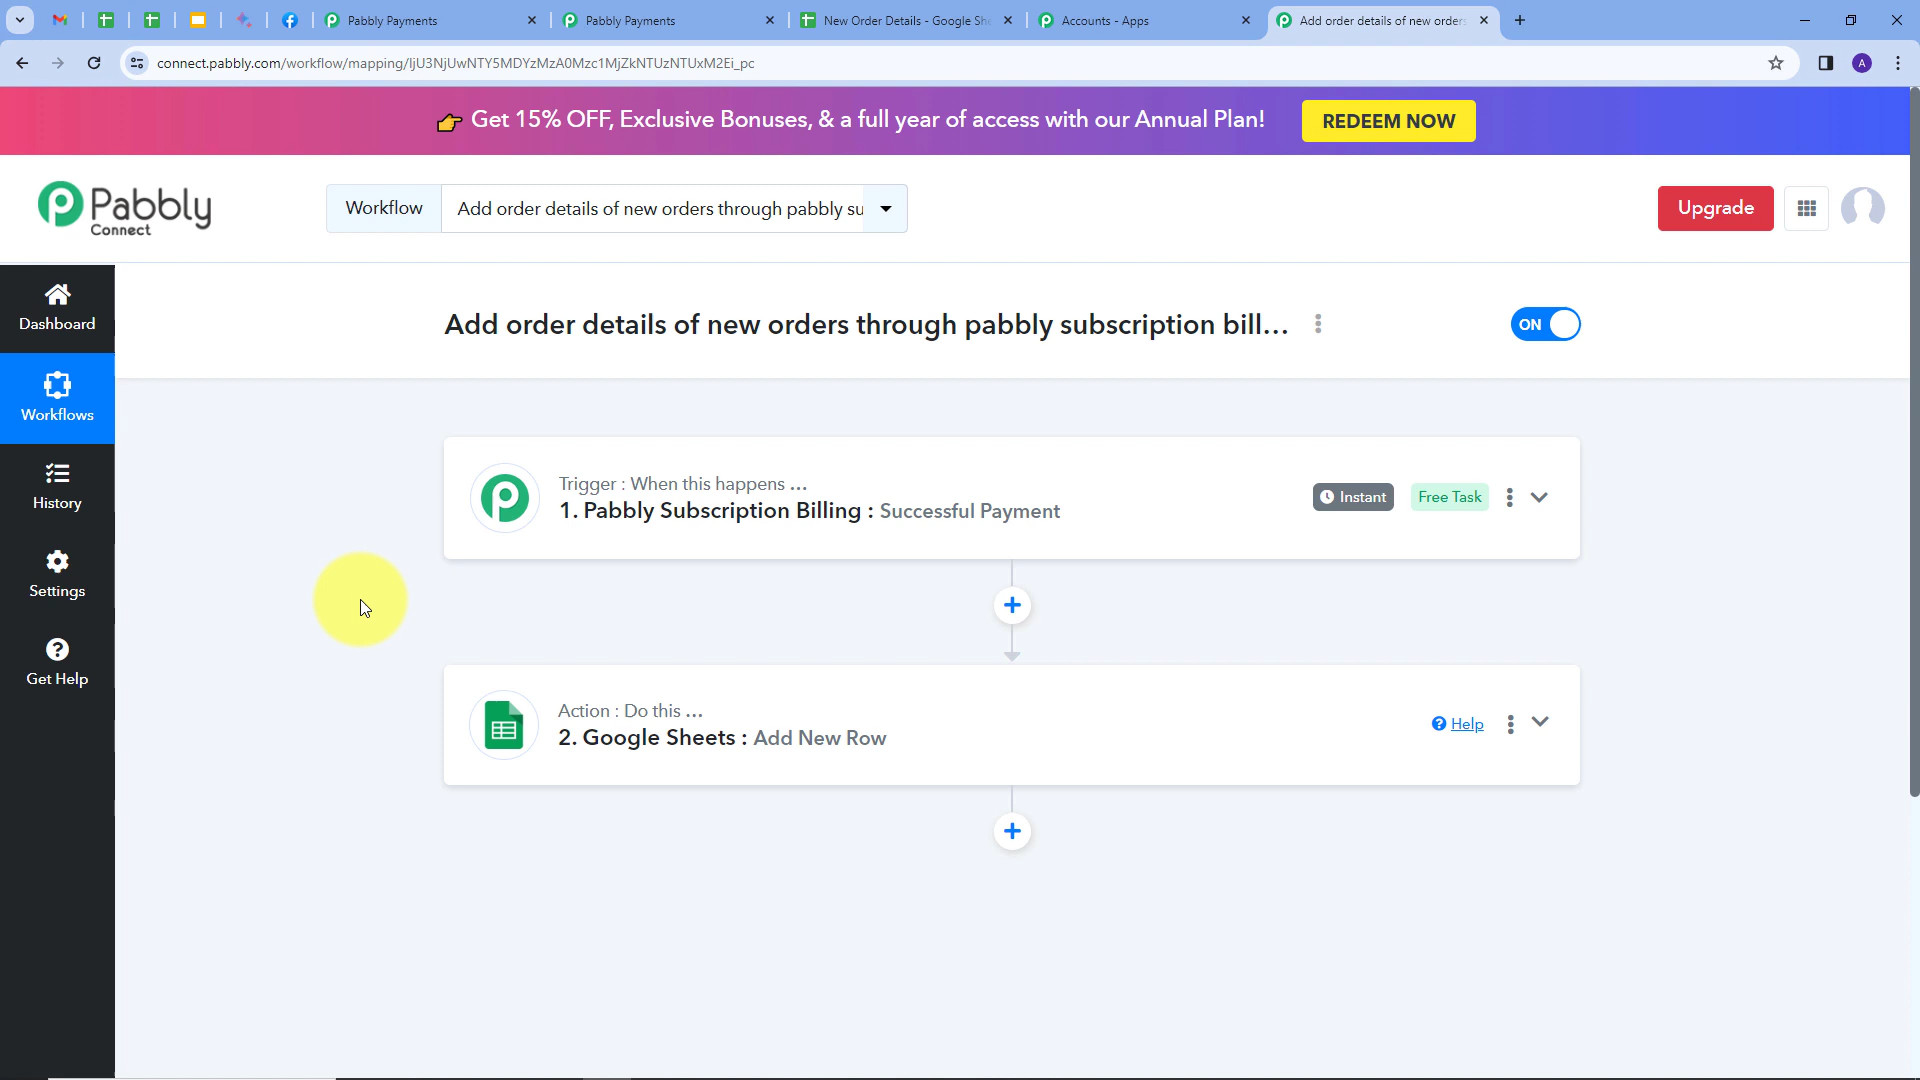 Pabbly Payments
Pabbly Payments
New Order Details - Google She
Accounts - Apps
Add order details of new orders
connect.pabbly.com/workflow/mapping/IjU3NjUwNTY5MDYzMzA0Mzc1MjZkNTUzNTUxM2Ei_pc
A
Get 15% OFF, Exclusive Bonuses, & a full year of access with our Annual Plan!
REDEEM NOW
Pabbly
Connect
Workflow
Add order details of new orders through pabbly su
Upgrade
Dashboard
Workflows
History
Settings
Get Help
Add order details of new orders through pabbly subscription bill...
ON
Trigger : When this happens ...
1. Pabbly Subscription Billing : Successful Payment
Instant
Free Task
Action : Do this ...
2. Google Sheets : Add New Row
Help